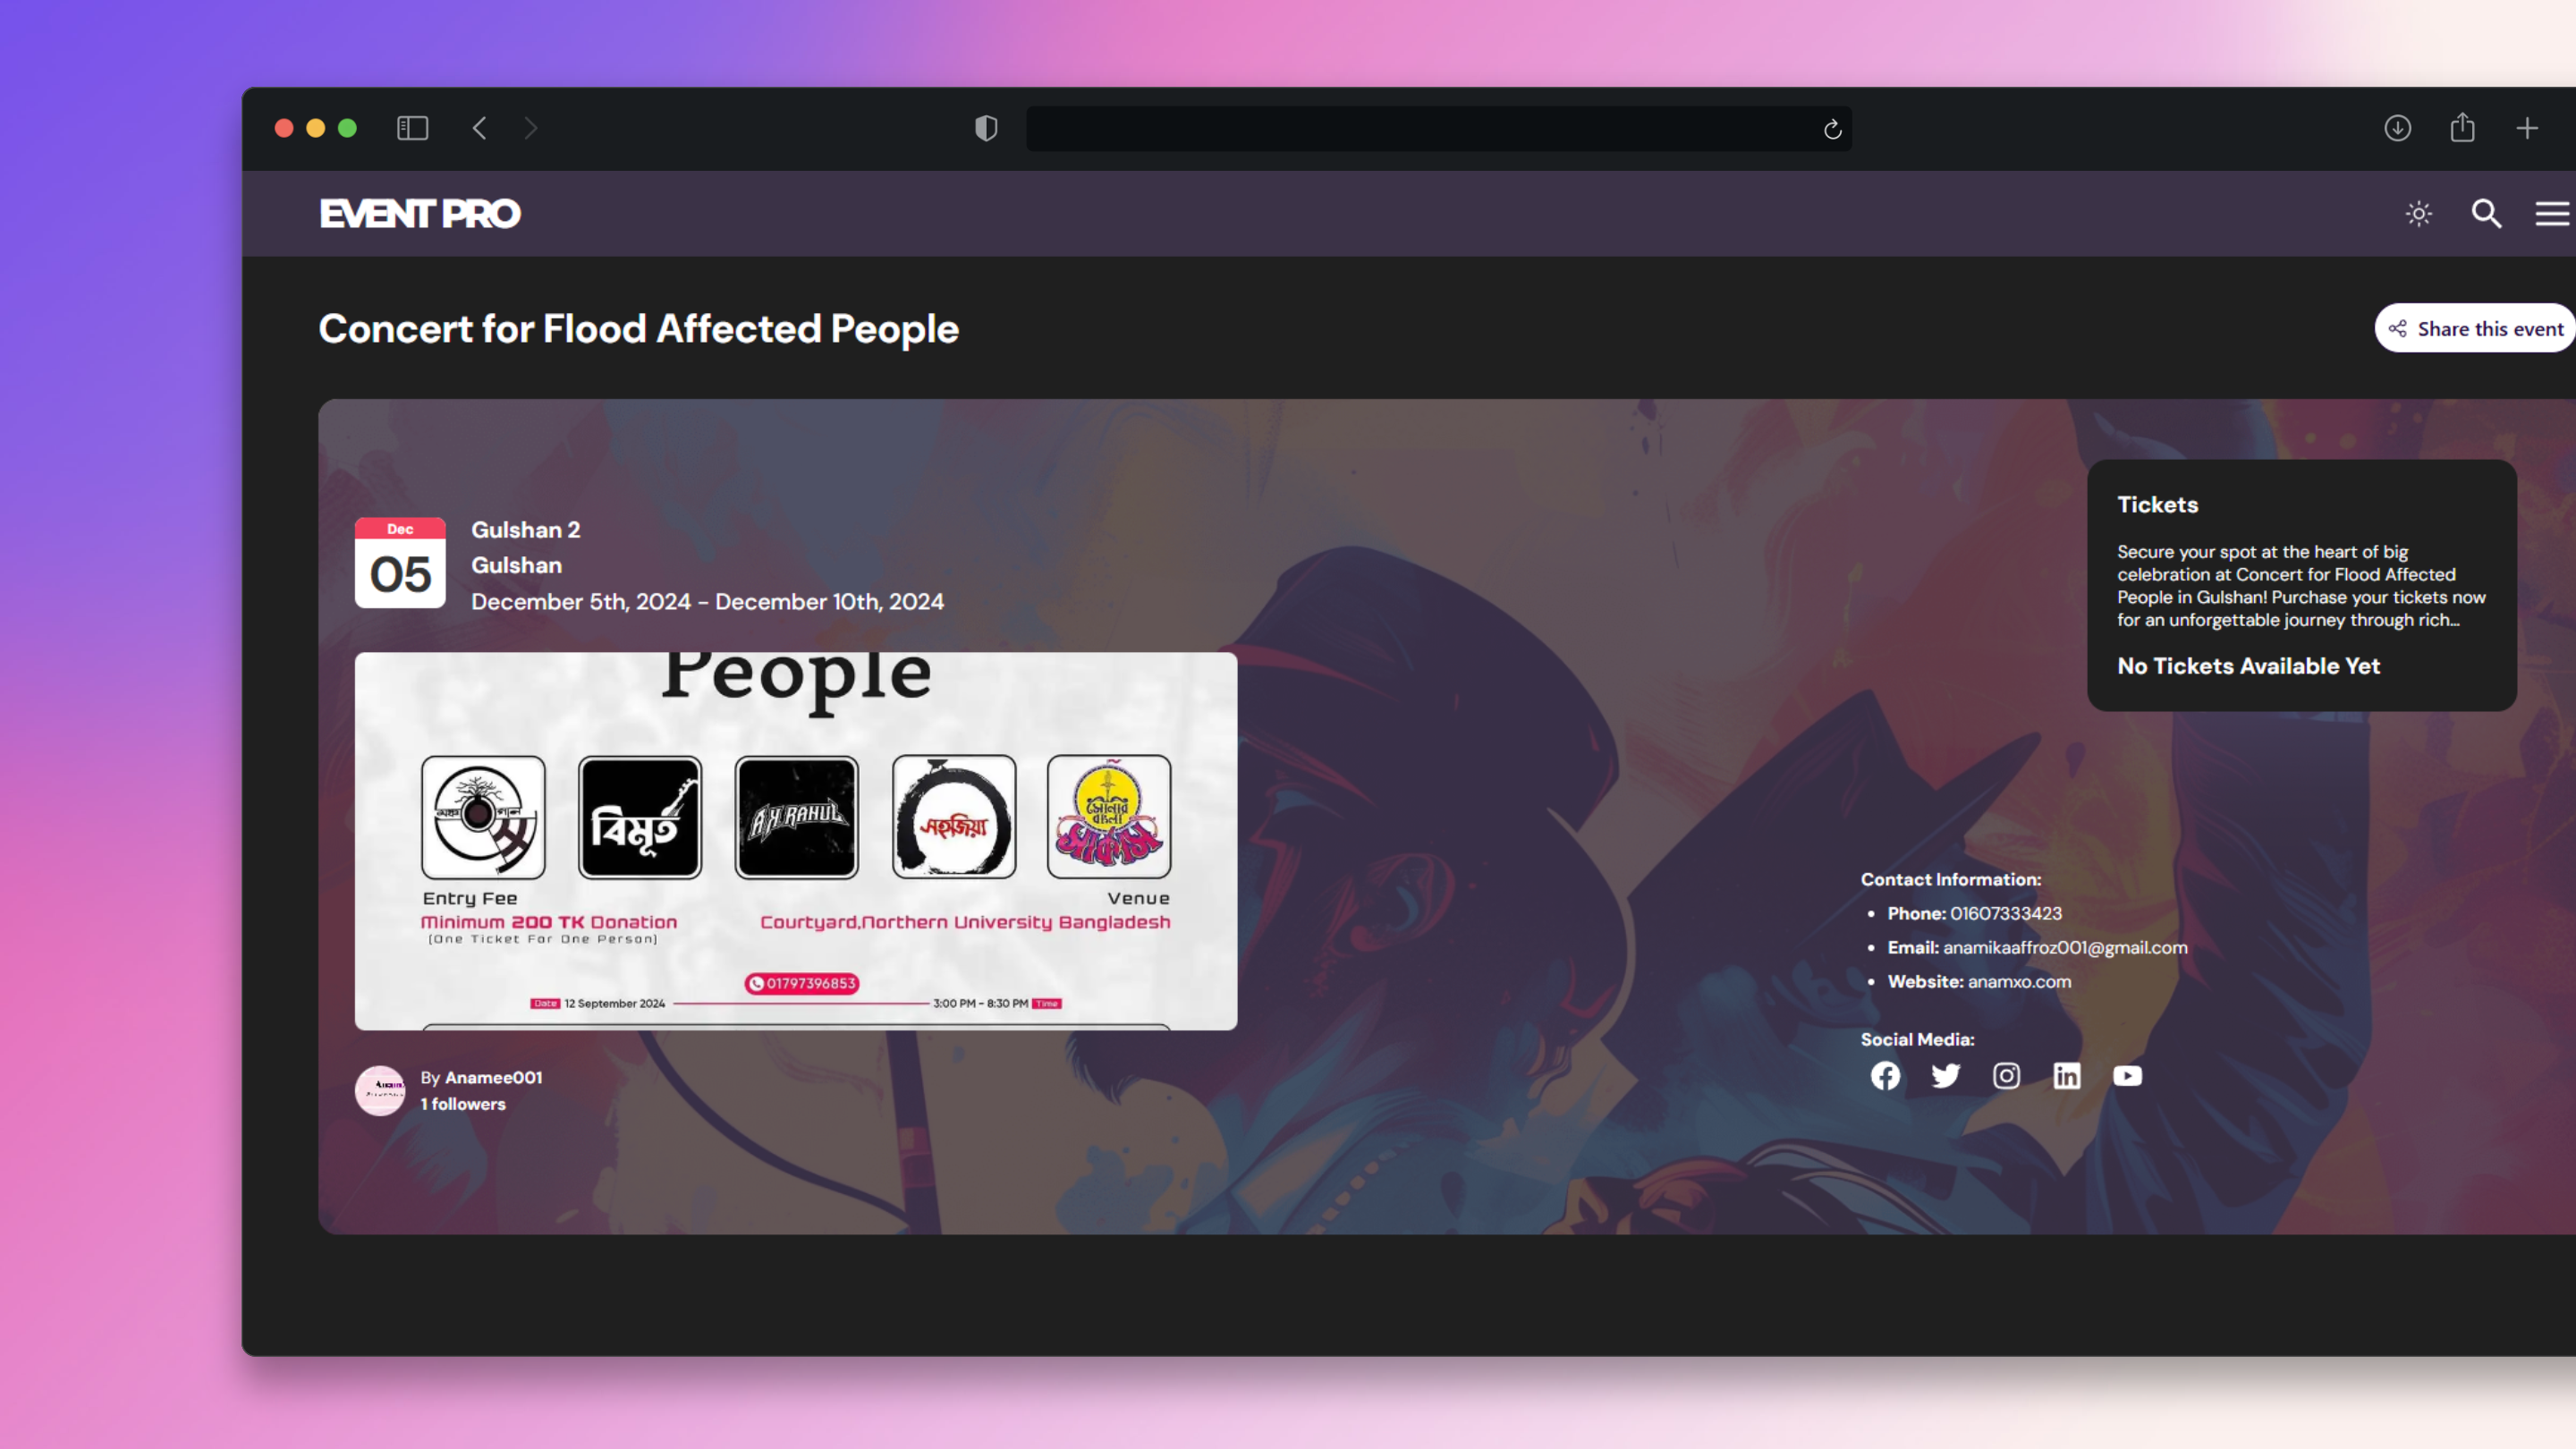 EVENT PRO
Concert for Flood Affected People
Share this event
Dec
05
Gulshan 2
Gulshan
December 5th, 2024 - December 10th, 2024
People
বিমূর্ত
A.K RAHUL
সহজিয়া
সার্কাস
Entry Fee
Minimum 200 TK Donation
(One Ticket For One Person)
Venue
Courtyard,Northern University Bangladesh
01797396853
Date 12 September 2024
3:00 PM - 8:30 PM Time
By Anamee001
1 followers
Tickets
Secure your spot at the heart of big
celebration at Concert for Flood Affected
People in Gulshan! Purchase your tickets now
for an unforgettable journey through rich...
No Tickets Available Yet
Contact Information:
• Phone: 01607333423
• Email: anamikaaffroz001@gmail.com
• Website: anamxo.com
Social Media: